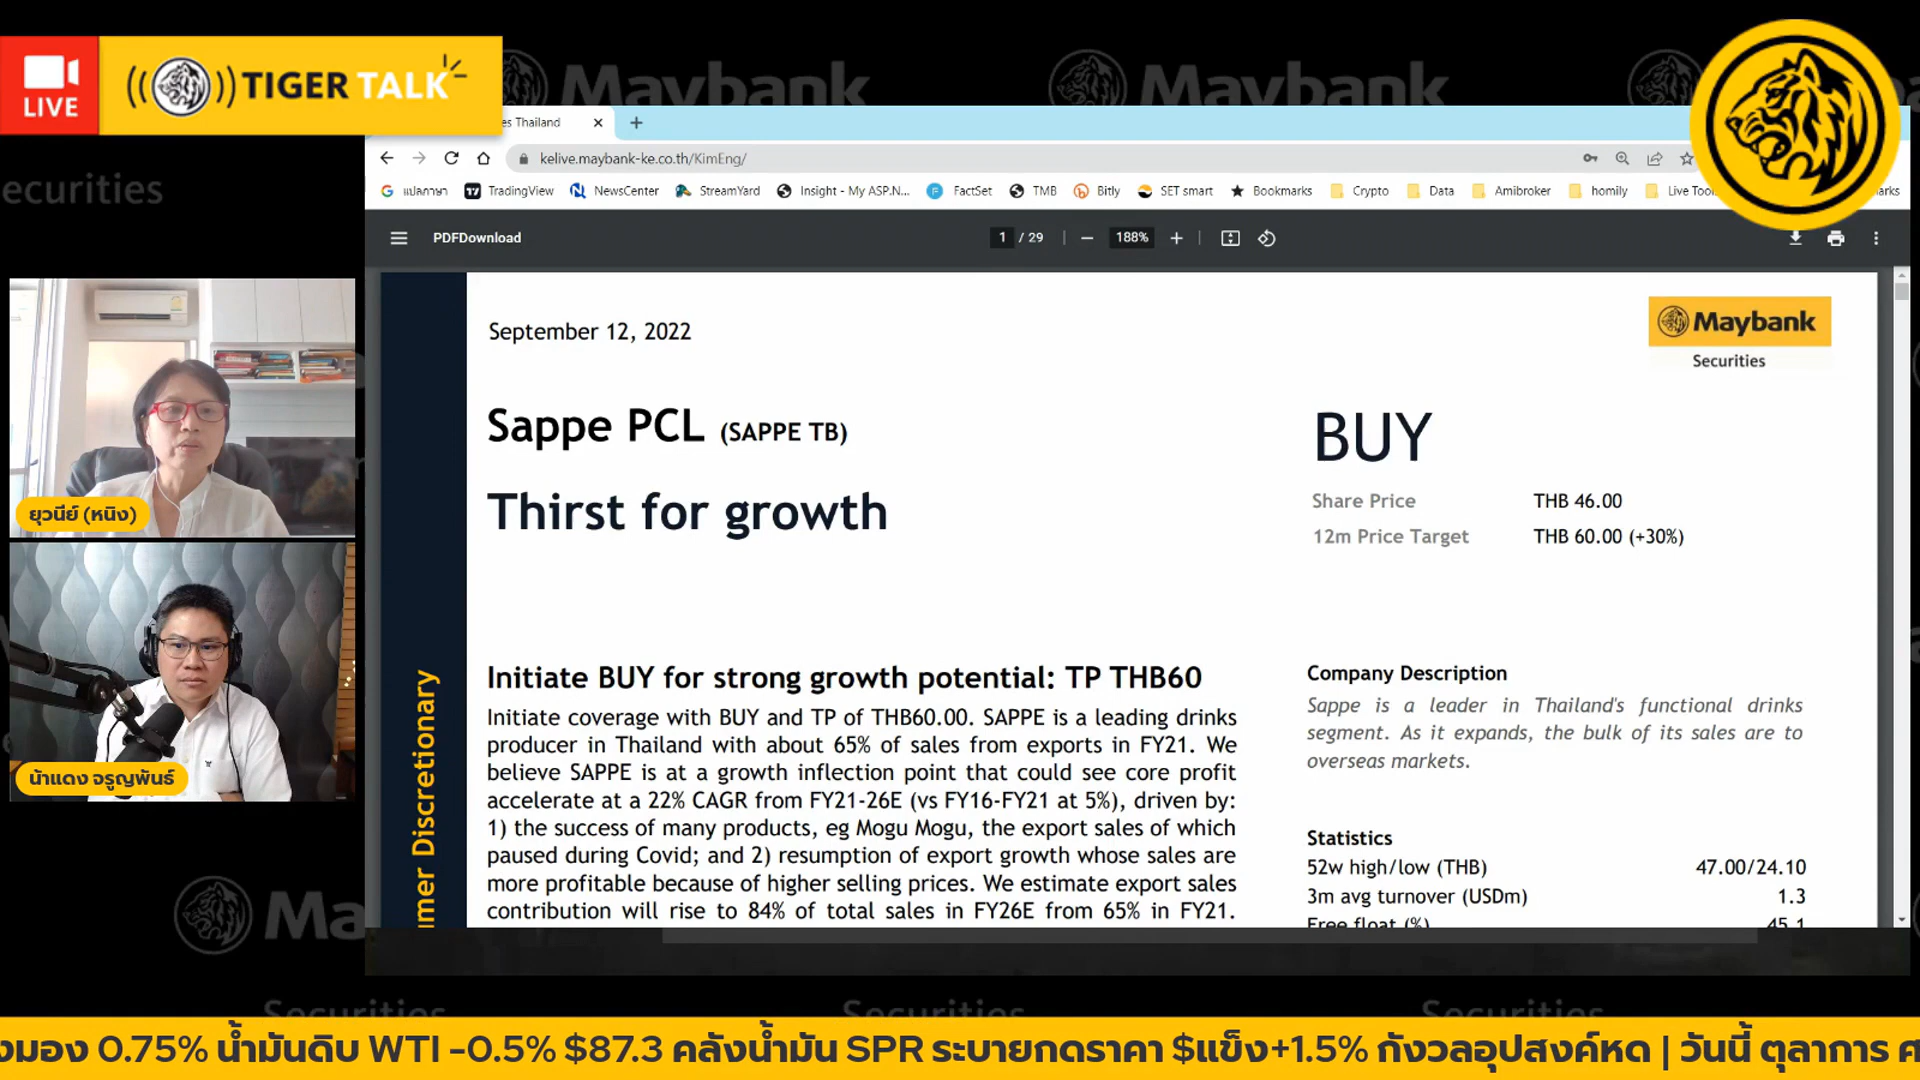 LIVE
TIGER TALK
Maybank
Maybank
ecurities
es Thailand
kelive.maybank-ke.co.th/KimEng/
แปลภาษา
TradingView
NewsCenter
StreamYard
Insight - My ASP.N...
FactSet
TMB
Bitly
SET smart
Bookmarks
Crypto
Data
Amibroker
homily
PDFDownload
1 / 29
188%
September 12, 2022
Maybank
Securities
Sappe PCL (SAPPE TB)
Thirst for growth
BUY
Share Price THB 46.00
12m Price Target THB 60.00 (+30%)
ยุวนีย์ (หนิง)
น้าแดง จรูญพันธ์
umer Discretionary
Initiate BUY for strong growth potential: TP THB60
Initiate coverage with BUY and TP of THB60.00. SAPPE is a leading drinks
producer in Thailand with about 65% of sales from exports in FY21. We
believe SAPPE is at a growth inflection point that could see core profit
accelerate at a 22% CAGR from FY21-26E (vs FY16-FY21 at 5%), driven by:
1) the success of many products, eg Mogu Mogu, the export sales of which
paused during Covid; and 2) resumption of export growth whose sales are
more profitable because of higher selling prices. We estimate export sales
contribution will rise to 84% of total sales in FY26E from 65% in FY21.
Company Description
Sappe is a leader in Thailand's functional drinks
segment. As it expands, the bulk of its sales are to
overseas markets.
Statistics
52w high/low (THB) 47.00/24.10
3m avg turnover (USDm) 1.3
Free float (%) 45.1
Ma
Securities
Securities
Securities
งมอง 0.75% น้ำมันดิบ WTI -0.5% $87.3 คลังน้ำมัน SPR ระบายกดราคา $แข็ง+1.5% กังวลอุปสงค์หด | วันนี้ ตุลาการ ศ